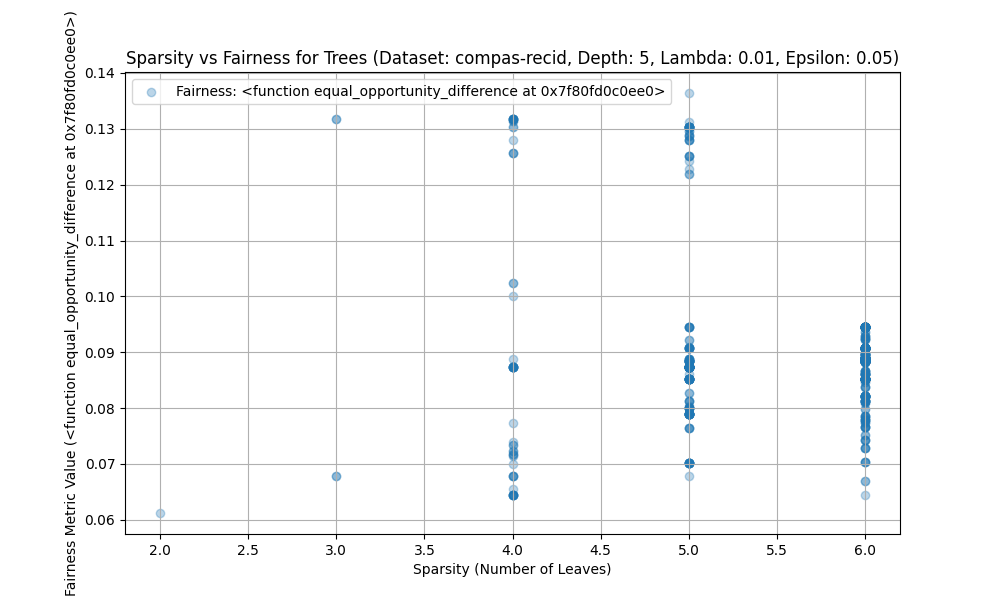 Sparsity vs Fairness for Trees (Dataset: compas-recid, Depth: 5, Lambda: 0.01, Epsilon: 0.05)
Fairness: <function equal_opportunity_difference at 0x7f80fd0c0ee0>
Fairness Metric Value (<function equal_opportunity_difference at 0x7f80fd0c0ee0>)
0.14
0.13
0.12
0.11
0.10
0.09
0.08
0.07
0.06
2.0 2.5 3.0 3.5 4.0 4.5 5.0 5.5 6.0
Sparsity (Number of Leaves)